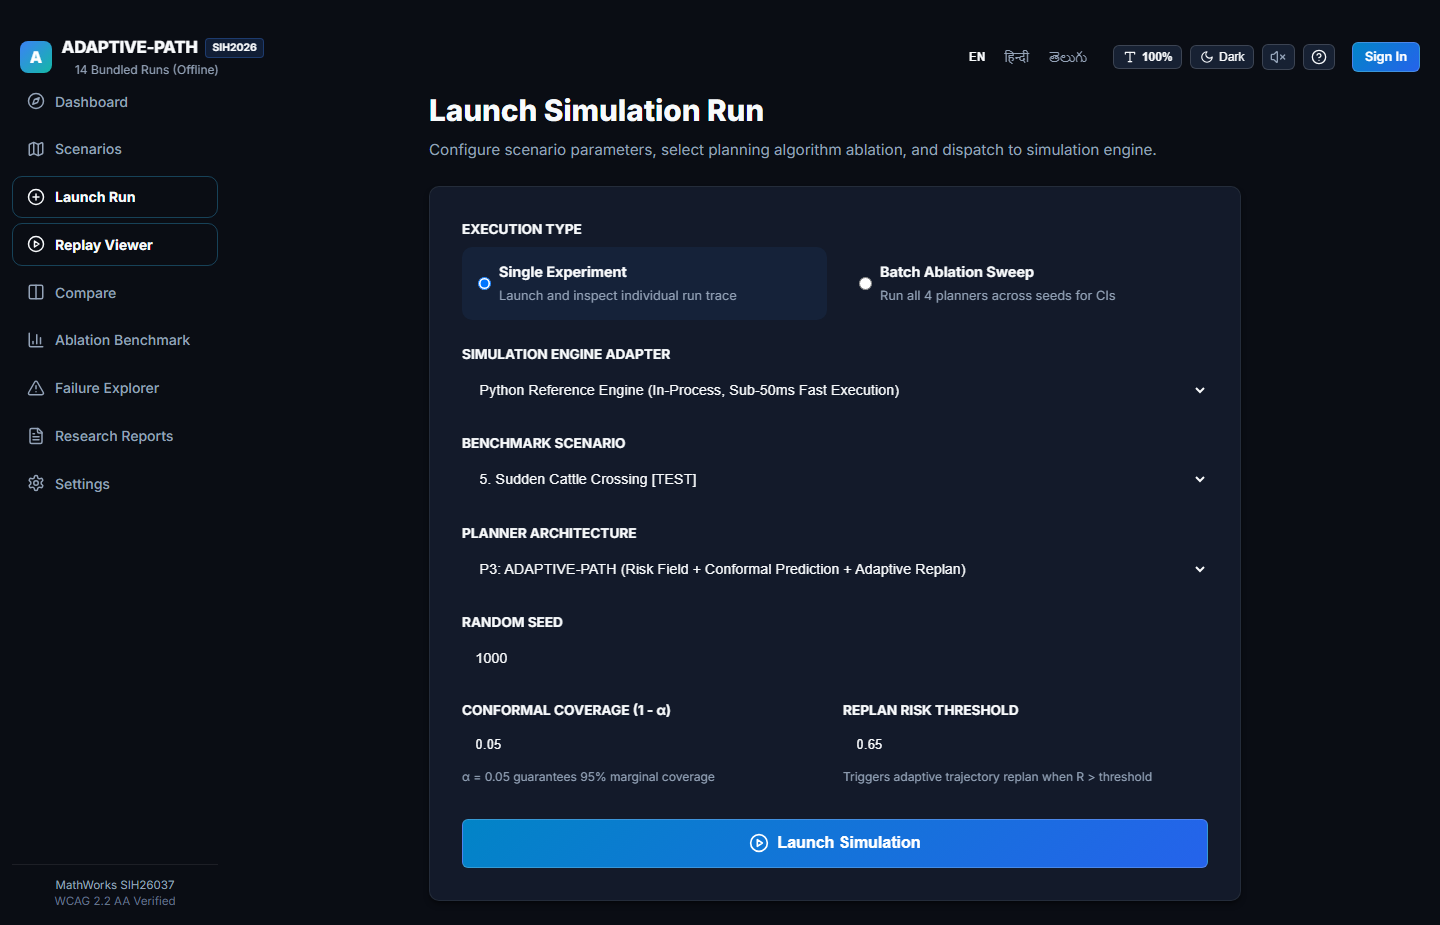 A
ADAPTIVE-PATH SIH2026
14 Bundled Runs (Offline)
EN हिन्दी తెలుగు 100% Dark ? Sign In
Dashboard
Scenarios
Launch Run
Replay Viewer
Compare
Ablation Benchmark
Failure Explorer
Research Reports
Settings
MathWorks SIH26037
WCAG 2.2 AA Verified
Launch Simulation Run
Configure scenario parameters, select planning algorithm ablation, and dispatch to simulation engine.
EXECUTION TYPE
Single Experiment
Launch and inspect individual run trace
Batch Ablation Sweep
Run all 4 planners across seeds for CIs
SIMULATION ENGINE ADAPTER
Python Reference Engine (In-Process, Sub-50ms Fast Execution)
BENCHMARK SCENARIO
5. Sudden Cattle Crossing [TEST]
PLANNER ARCHITECTURE
P3: ADAPTIVE-PATH (Risk Field + Conformal Prediction + Adaptive Replan)
RANDOM SEED
1000
CONFORMAL COVERAGE (1 - α)
0.05
α = 0.05 guarantees 95% marginal coverage
REPLAN RISK THRESHOLD
0.65
Triggers adaptive trajectory replan when R > threshold
Launch Simulation